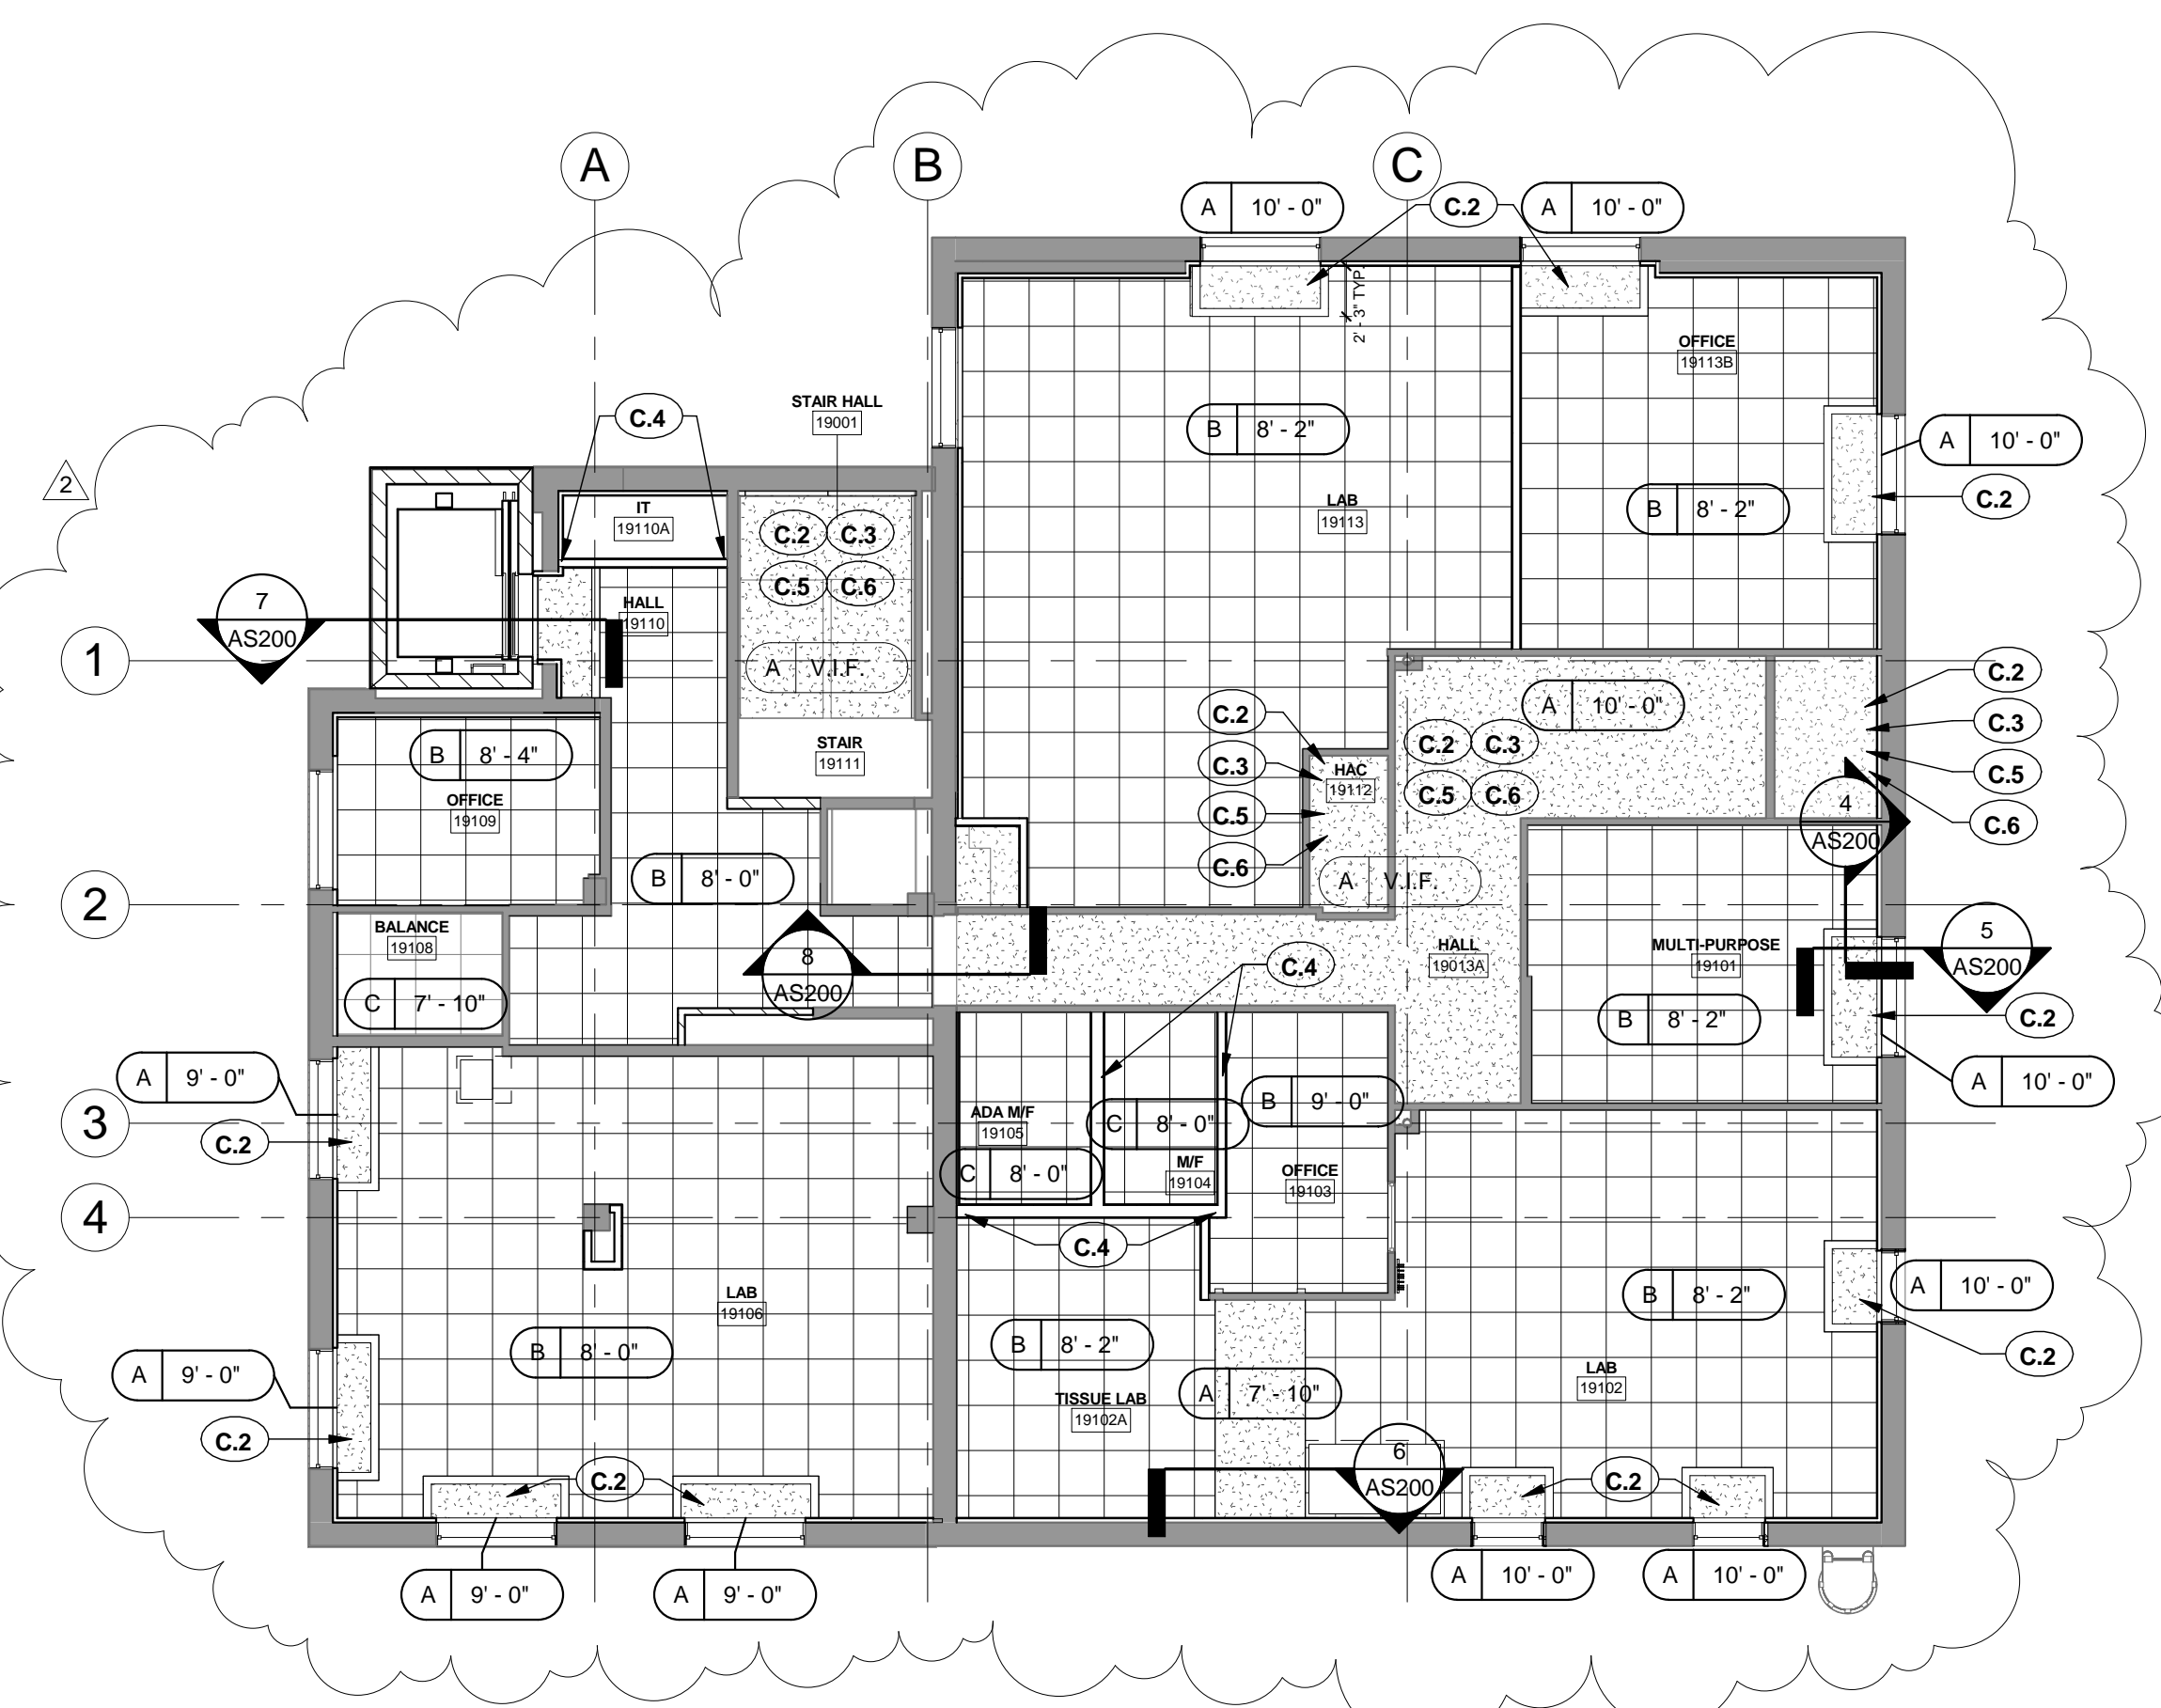 A
B
C
A 10' - 0"
C.2
A 10' - 0"
2' - 3" TYP.
OFFICE
19113B
STAIR HALL
19001
C.4
B 8' - 2"
A 10' - 0"
2
C.2
IT
19110A
C.2 C.3
C.5 C.6
LAB
19113
B 8' - 2"
7
AS200
HALL
19110
1
A V.I.F.
C.2
C.3
C.5
C.6
A 10' - 0"
C.2 C.3
C.5 C.6
C.2
C.3
C.5
C.6
HAC
19112
STAIR
19111
B 8' - 4"
OFFICE
19109
4
AS200
B 8' - 0"
A V.I.F.
2
BALANCE
19108
C 7' - 10"
8
AS200
C.4
HALL
19013A
MULTI-PURPOSE
19101
5
AS200
B 8' - 2"
C.2
A 10' - 0"
A 9' - 0"
C.2
3
ADA M/F
19105
C 8' - 0"
C 8' - 0"
B 9' - 0"
M/F
19104
OFFICE
19103
4
C.4
LAB
19106
B 8' - 0"
B 8' - 2"
A 10' - 0"
C.2
A 9' - 0"
C.2
B 8' - 2"
TISSUE LAB
19102A
A 7' - 10"
LAB
19102
6
AS200
C.2
C.2
A 9' - 0"
A 9' - 0"
A 10' - 0"
A 10' - 0"